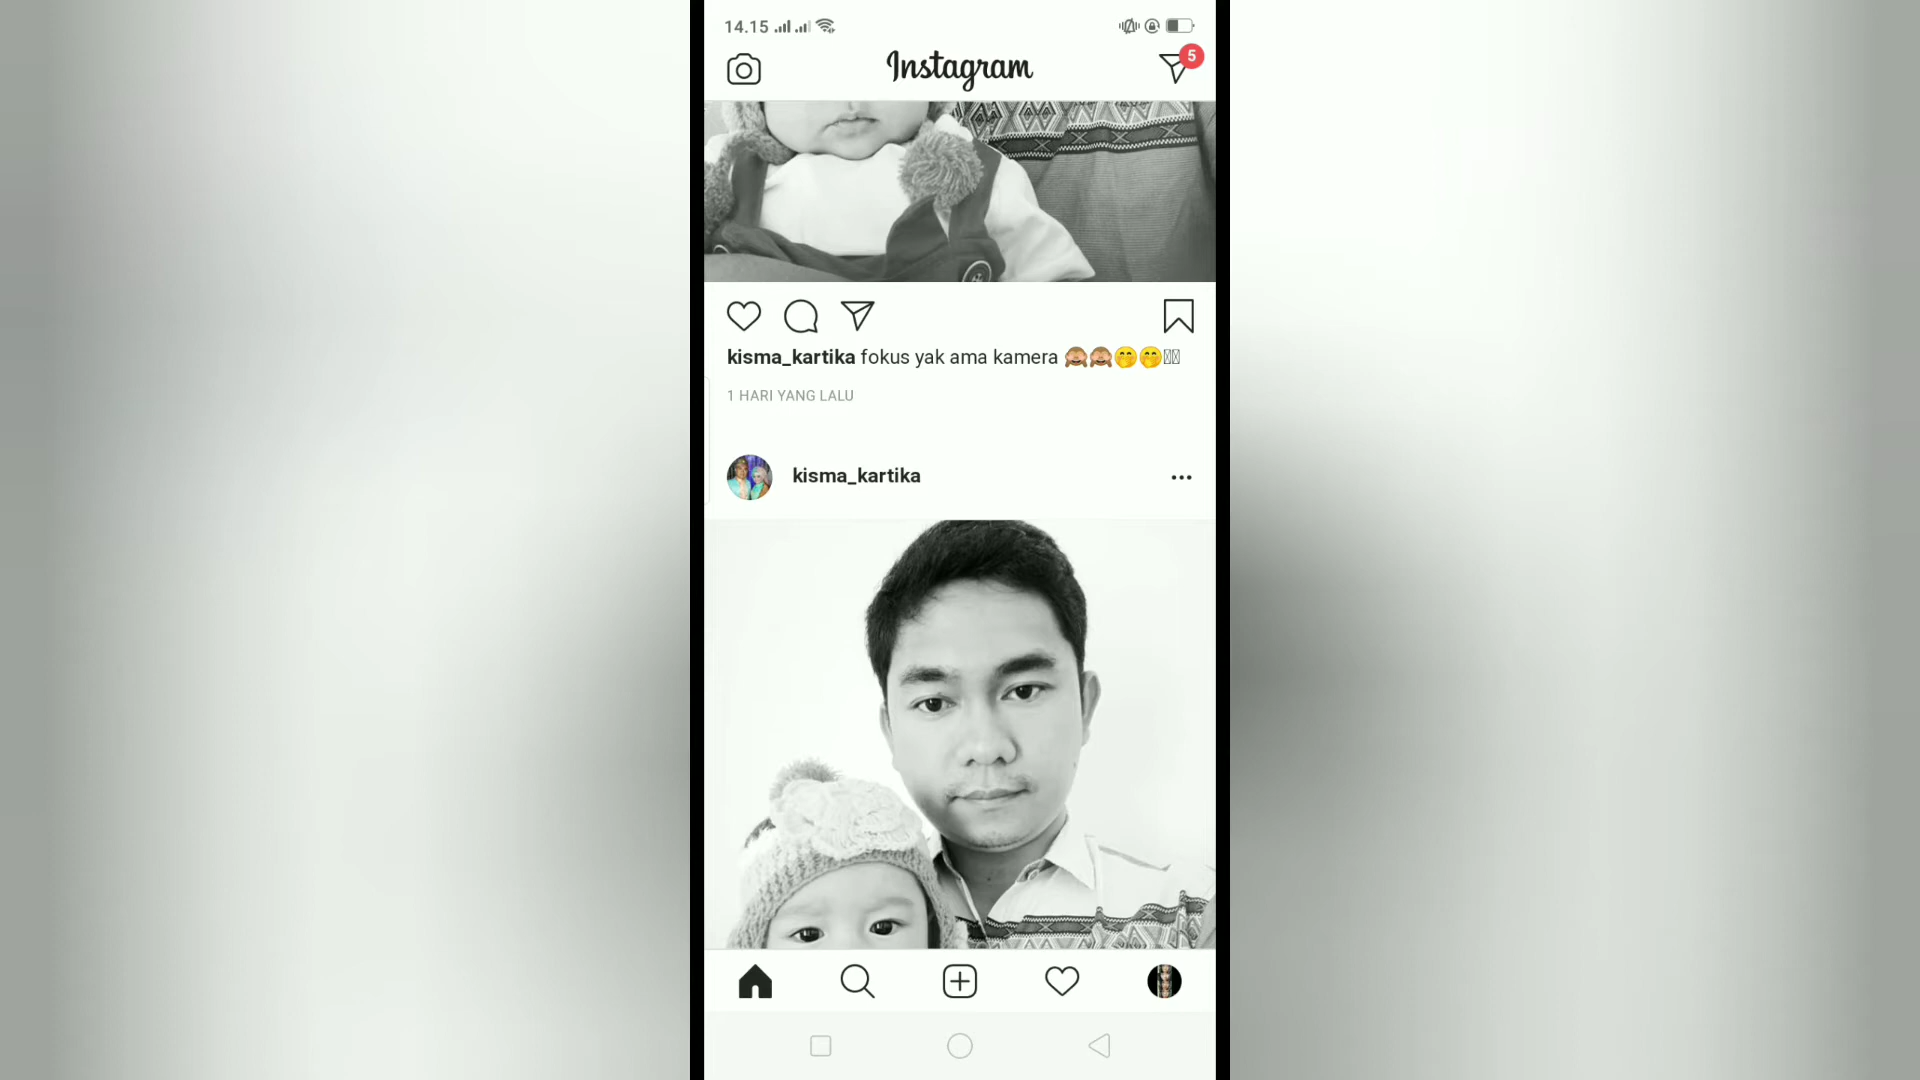 14.15
Instagram
5
kisma_kartika fokus yak ama kamera 🙈🙈🤭🤭
1 HARI YANG LALU
kisma_kartika